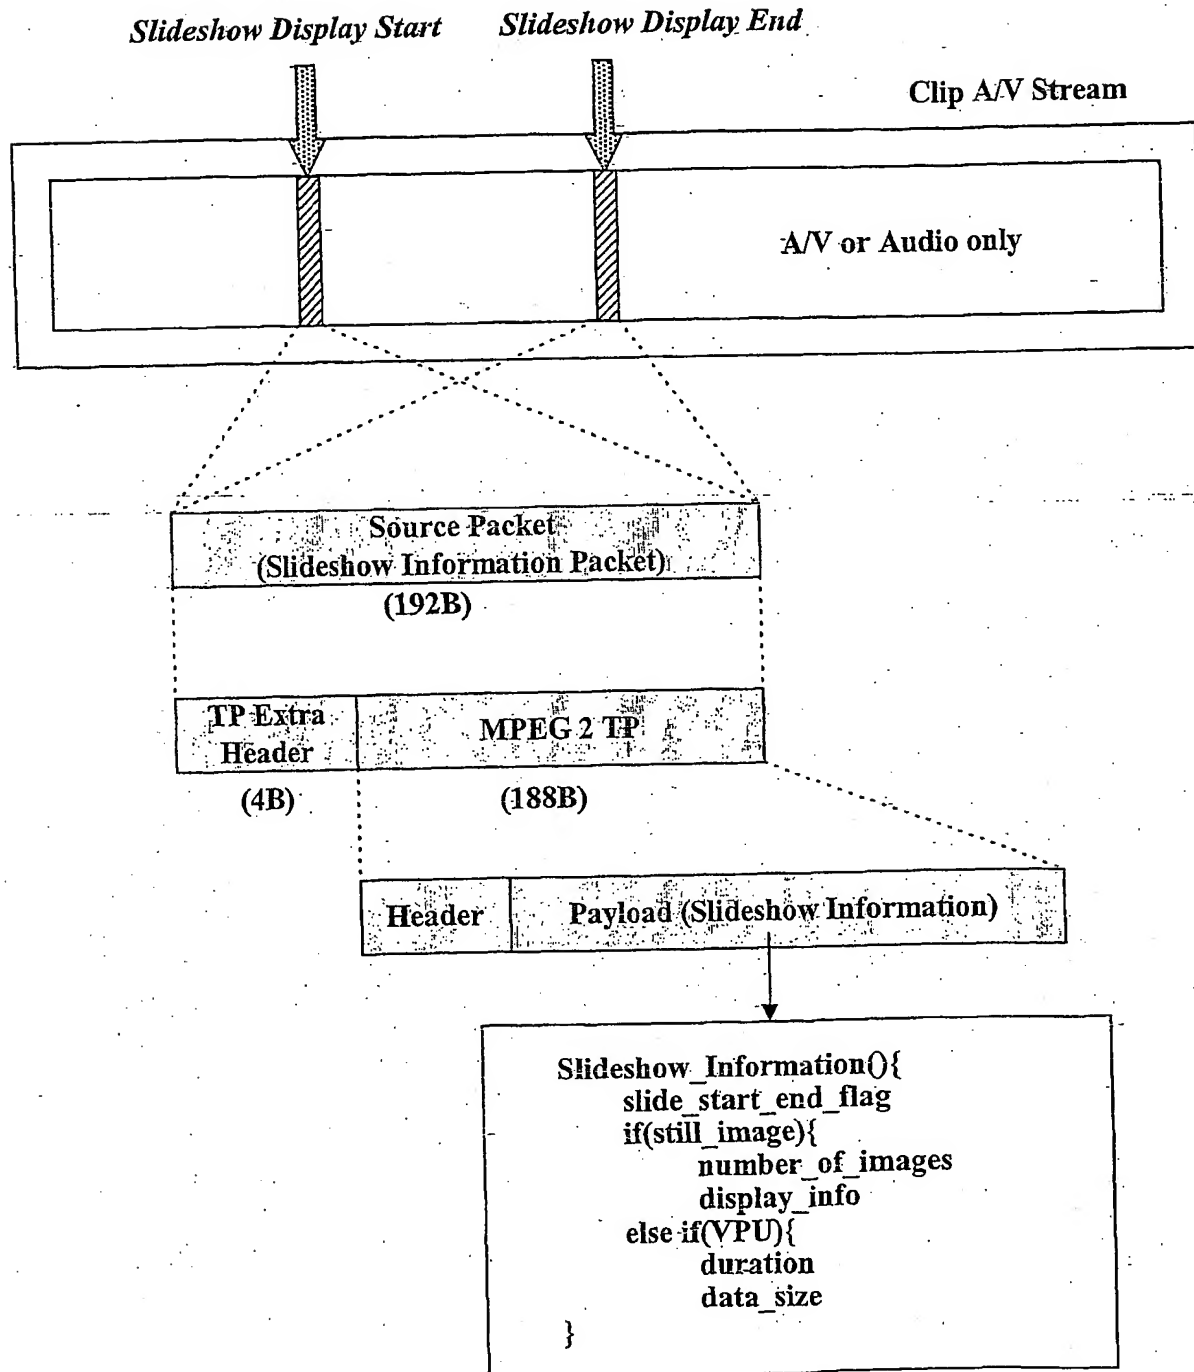 Slideshow Display Start
Slideshow Display End
Clip A/V Stream
A/V or Audio only
Source Packet
(Slideshow Information Packet)
(192B)
TP Extra
Header
MPEG 2 TP
(4B)
(188B)
Header
Payload (Slideshow Information)
Slideshow_Information(){
slide_start_end_flag
if(still_image){
number_of_images
display_info
else if(VPU){
duration
data_size
}